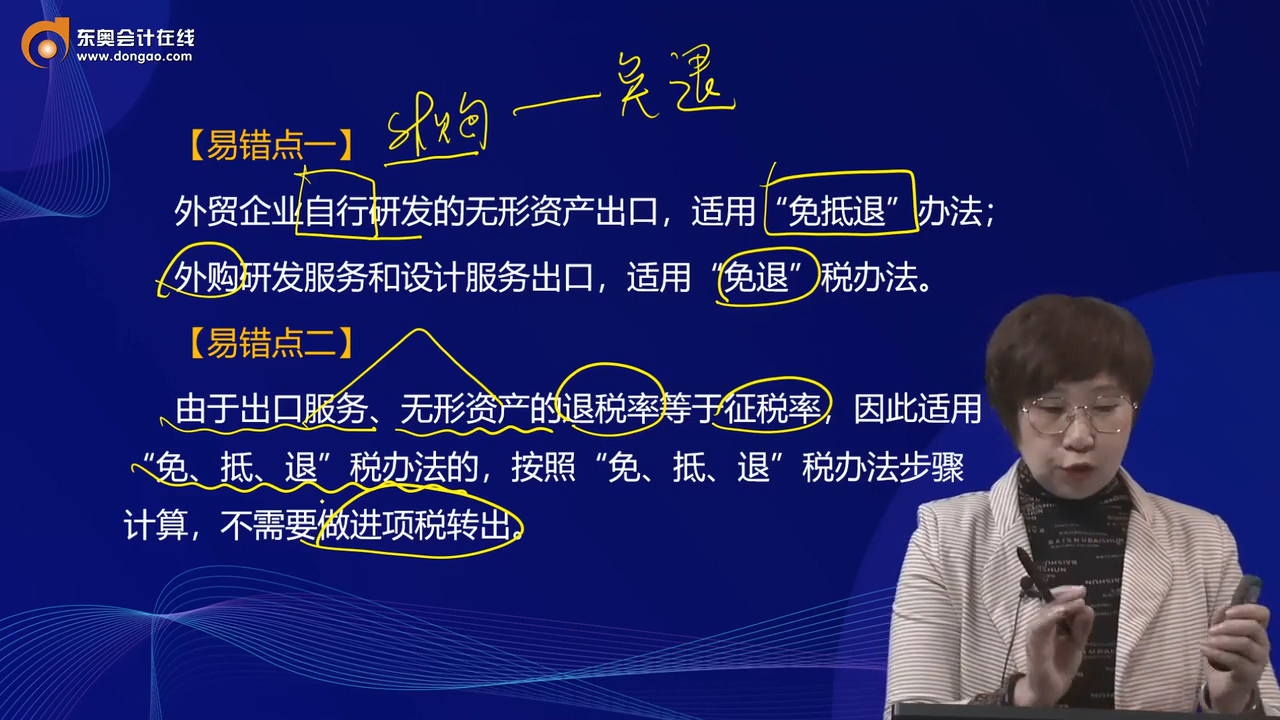 东奥会计在线
www.dongao.com
外购 — 免退
【易错点一】
外贸企业自行研发的无形资产出口，适用“免抵退”办法；
外购研发服务和设计服务出口，适用“免退”税办法。
【易错点二】
由于出口服务、无形资产的退税率等于征税率，因此适用
“免、抵、退”税办法的，按照“免、抵、退”税办法步骤
计算，不需要做进项税转出。